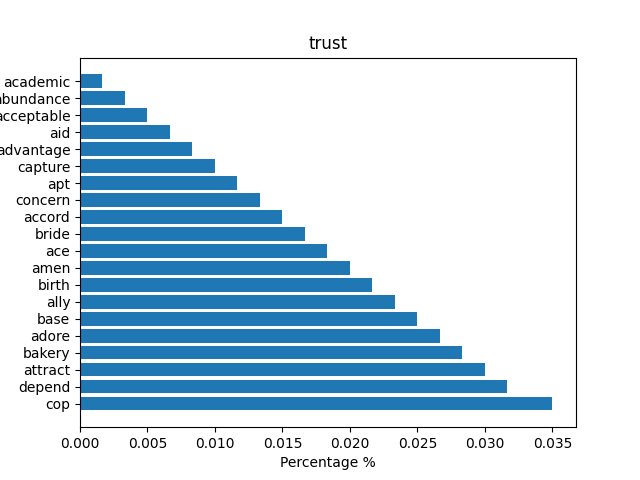 trust
academic
abundance
acceptable
aid
advantage
capture
apt
concern
accord
bride
ace
amen
birth
ally
base
adore
bakery
attract
depend
cop
0.000 0.005 0.010 0.015 0.020 0.025 0.030 0.035
Percentage %